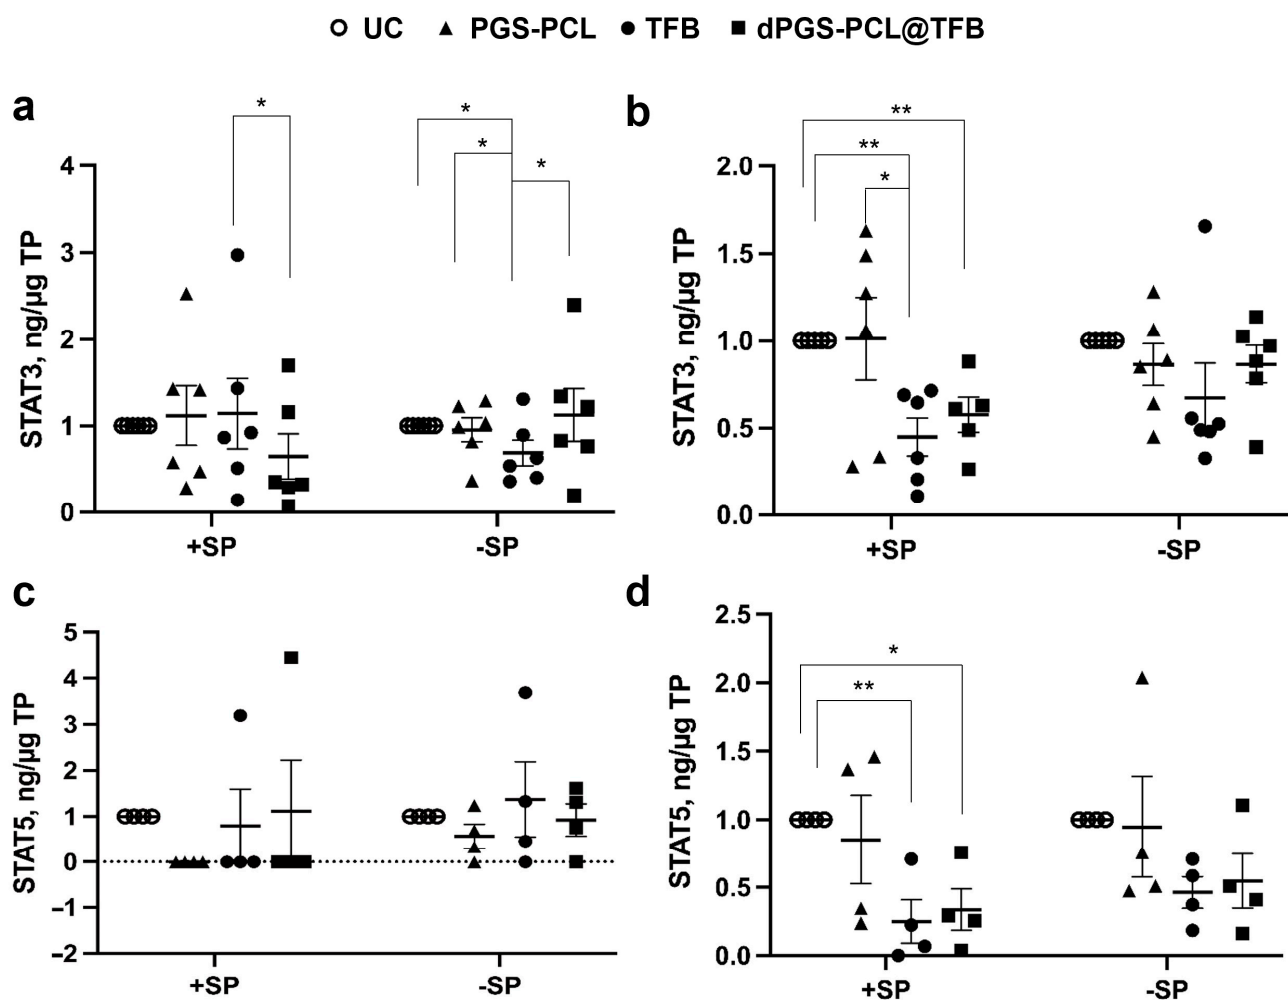 UC PGS-PCL TFB dPGS-PCL@TFB
a
*
*
*
*
STAT3, ng/µg TP
4
3
2
1
0
+SP
-SP
b
**
**
*
STAT3, ng/µg TP
2.0
1.5
1.0
0.5
0.0
+SP
-SP
c
STAT5, ng/µg TP
5
4
3
2
1
0
–1
–2
+SP
-SP
d
*
**
STAT5, ng/µg TP
2.5
2.0
1.5
1.0
0.5
0.0
+SP
-SP